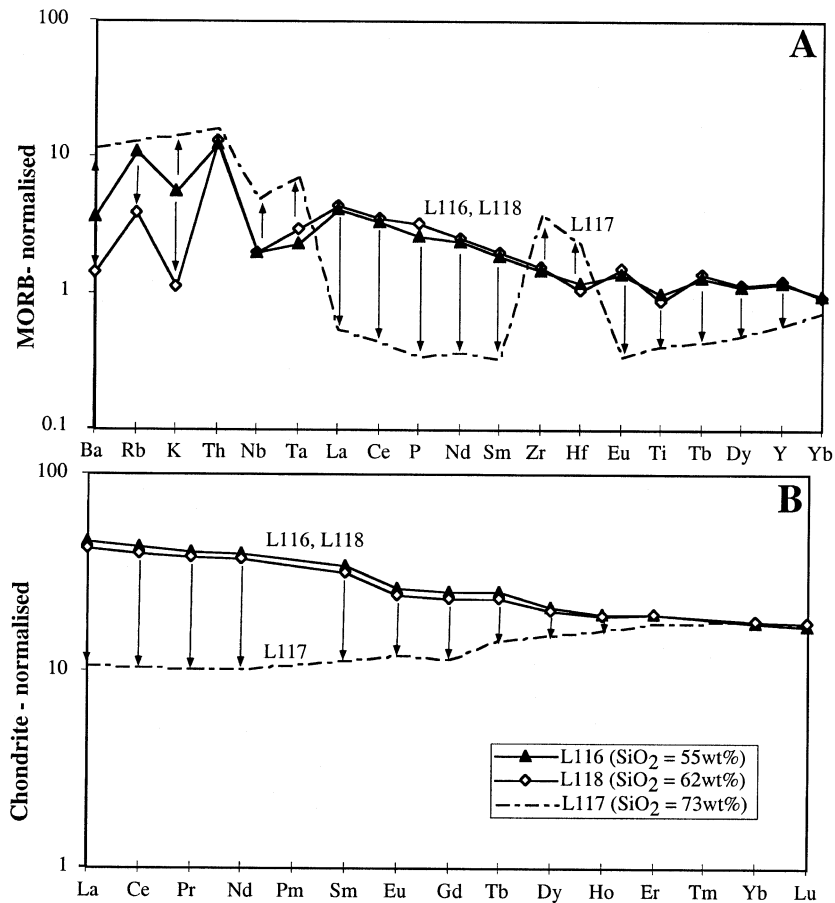 100
A
10
1
0.1
MORB- normalised
L116, L118
L117
Ba Rb K Th Nb Ta La Ce P Nd Sm Zr Hf Eu Ti Tb Dy Y Yb
100
B
10
1
Chondrite - normalised
L116, L118
L117
L116 (SiO2 = 55wt%)
L118 (SiO2 = 62wt%)
L117 (SiO2 = 73wt%)
La Ce Pr Nd Pm Sm Eu Gd Tb Dy Ho Er Tm Yb Lu